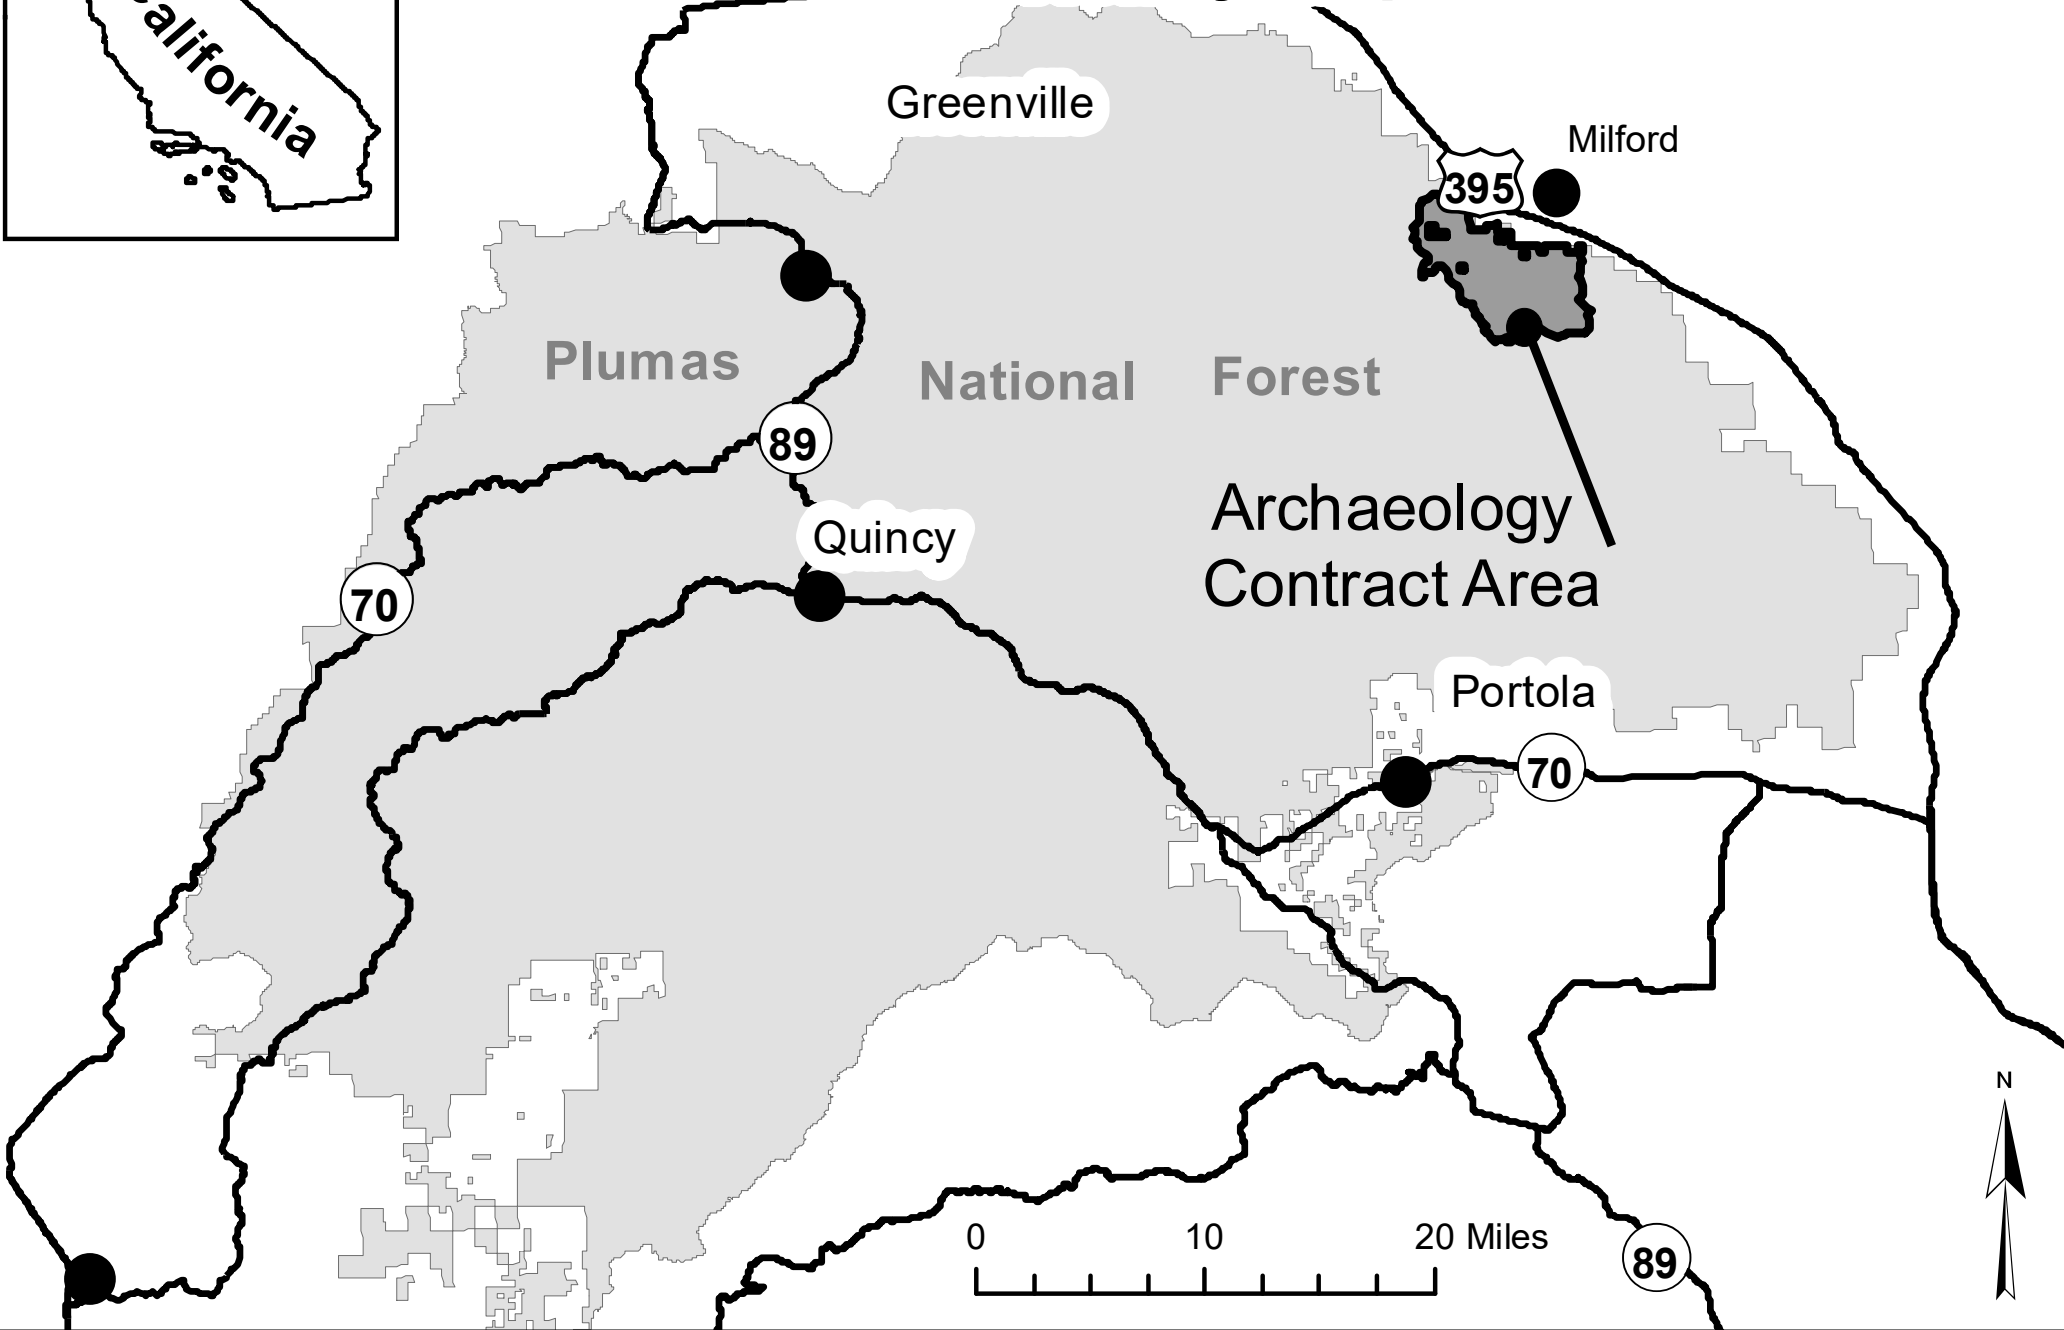 California
Greenville
Milford
395
Plumas National Forest
89
Archaeology
Contract Area
Quincy
70
Portola
70
N
0 10 20 Miles
89